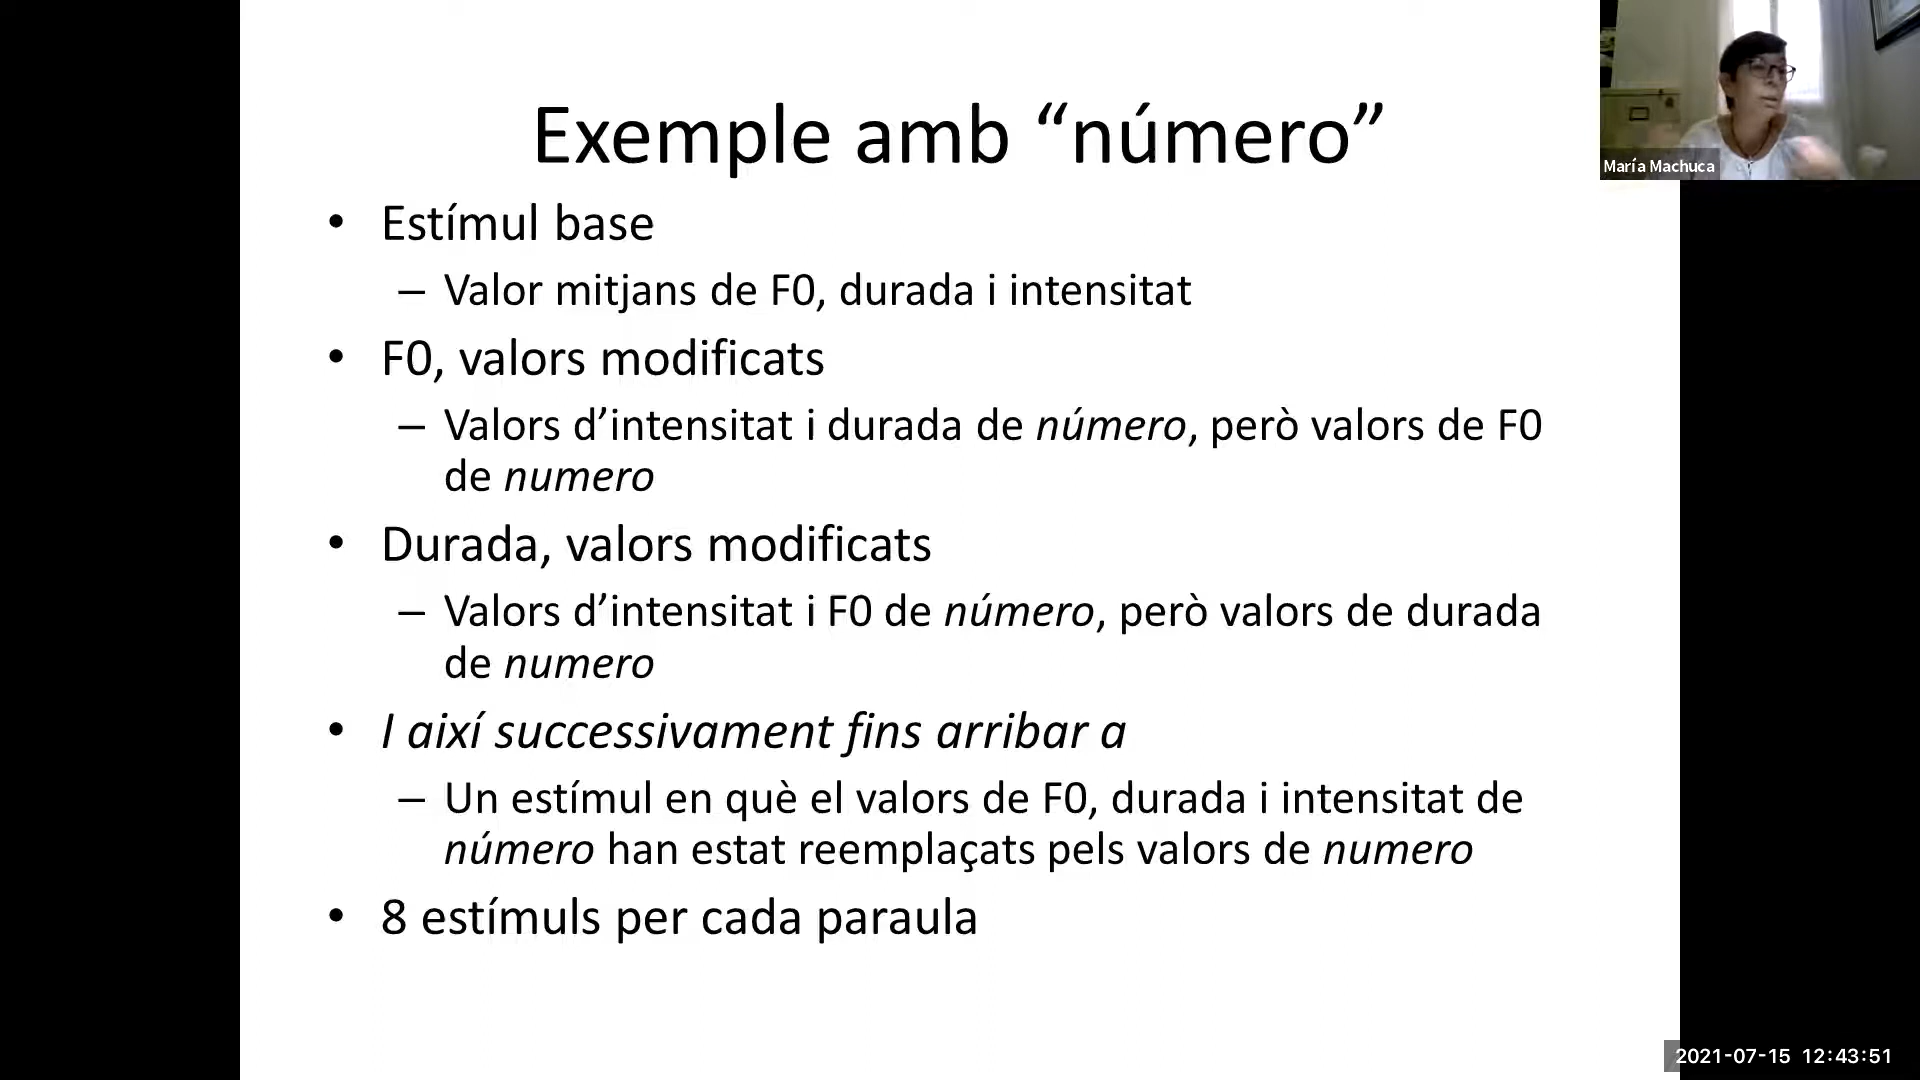 Exemple amb “número”
María Machuca
• Estímul base
– Valor mitjans de F0, durada i intensitat
• F0, valors modificats
– Valors d’intensitat i durada de número, però valors de F0
de numero
• Durada, valors modificats
– Valors d’intensitat i F0 de número, però valors de durada
de numero
• I així successivament fins arribar a
– Un estímul en què el valors de F0, durada i intensitat de
número han estat reemplaçats pels valors de numero
• 8 estímuls per cada paraula
2021-07-15 12:43:51